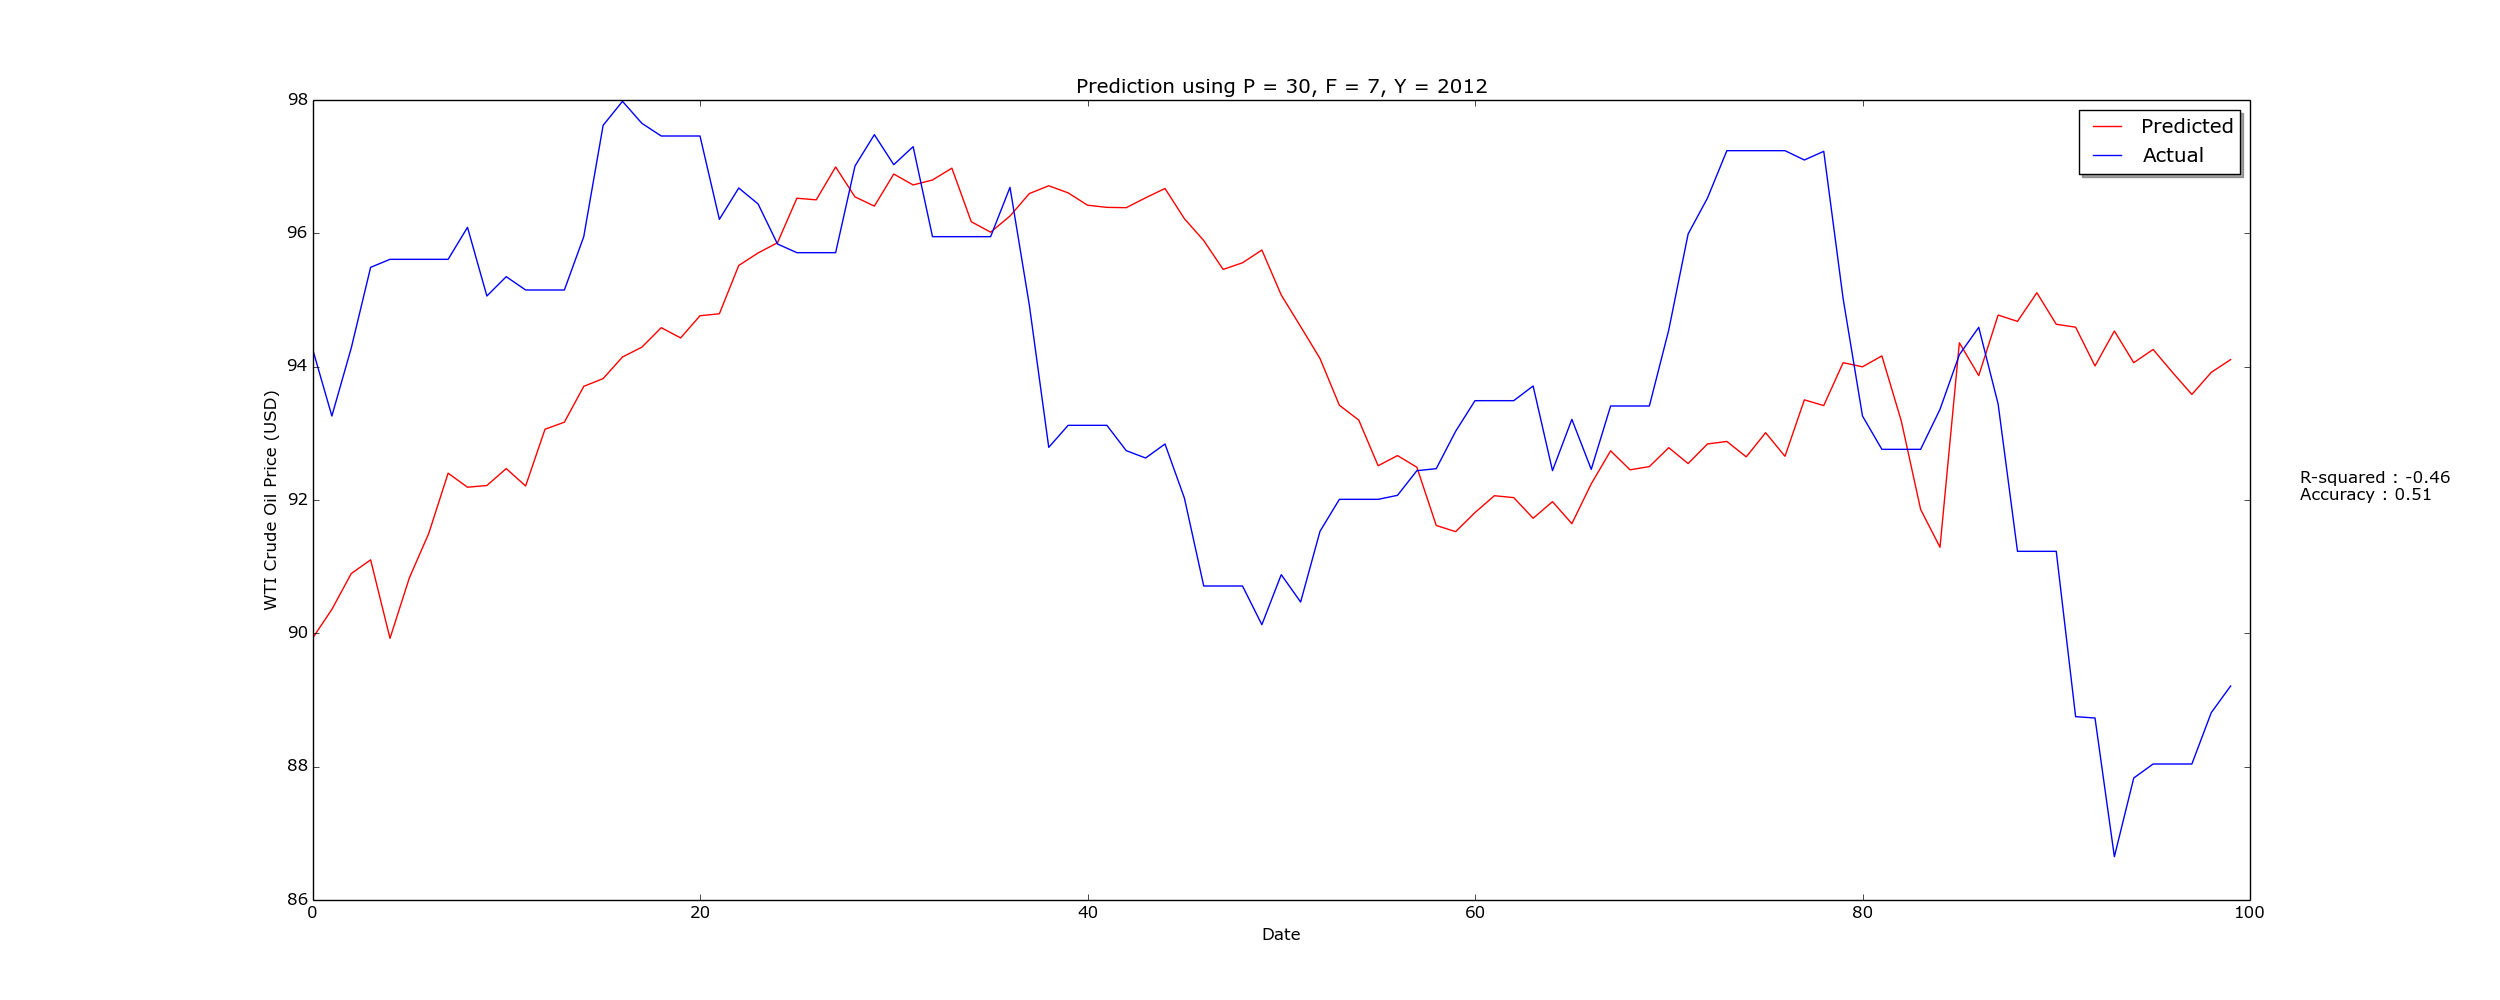 Prediction using P = 30, F = 7, Y = 2012
98
96
94
92
90
88
86
WTI Crude Oil Price (USD)
Predicted
Actual
R-squared : -0.46
Accuracy : 0.51
0 20 40 60 80 100
Date